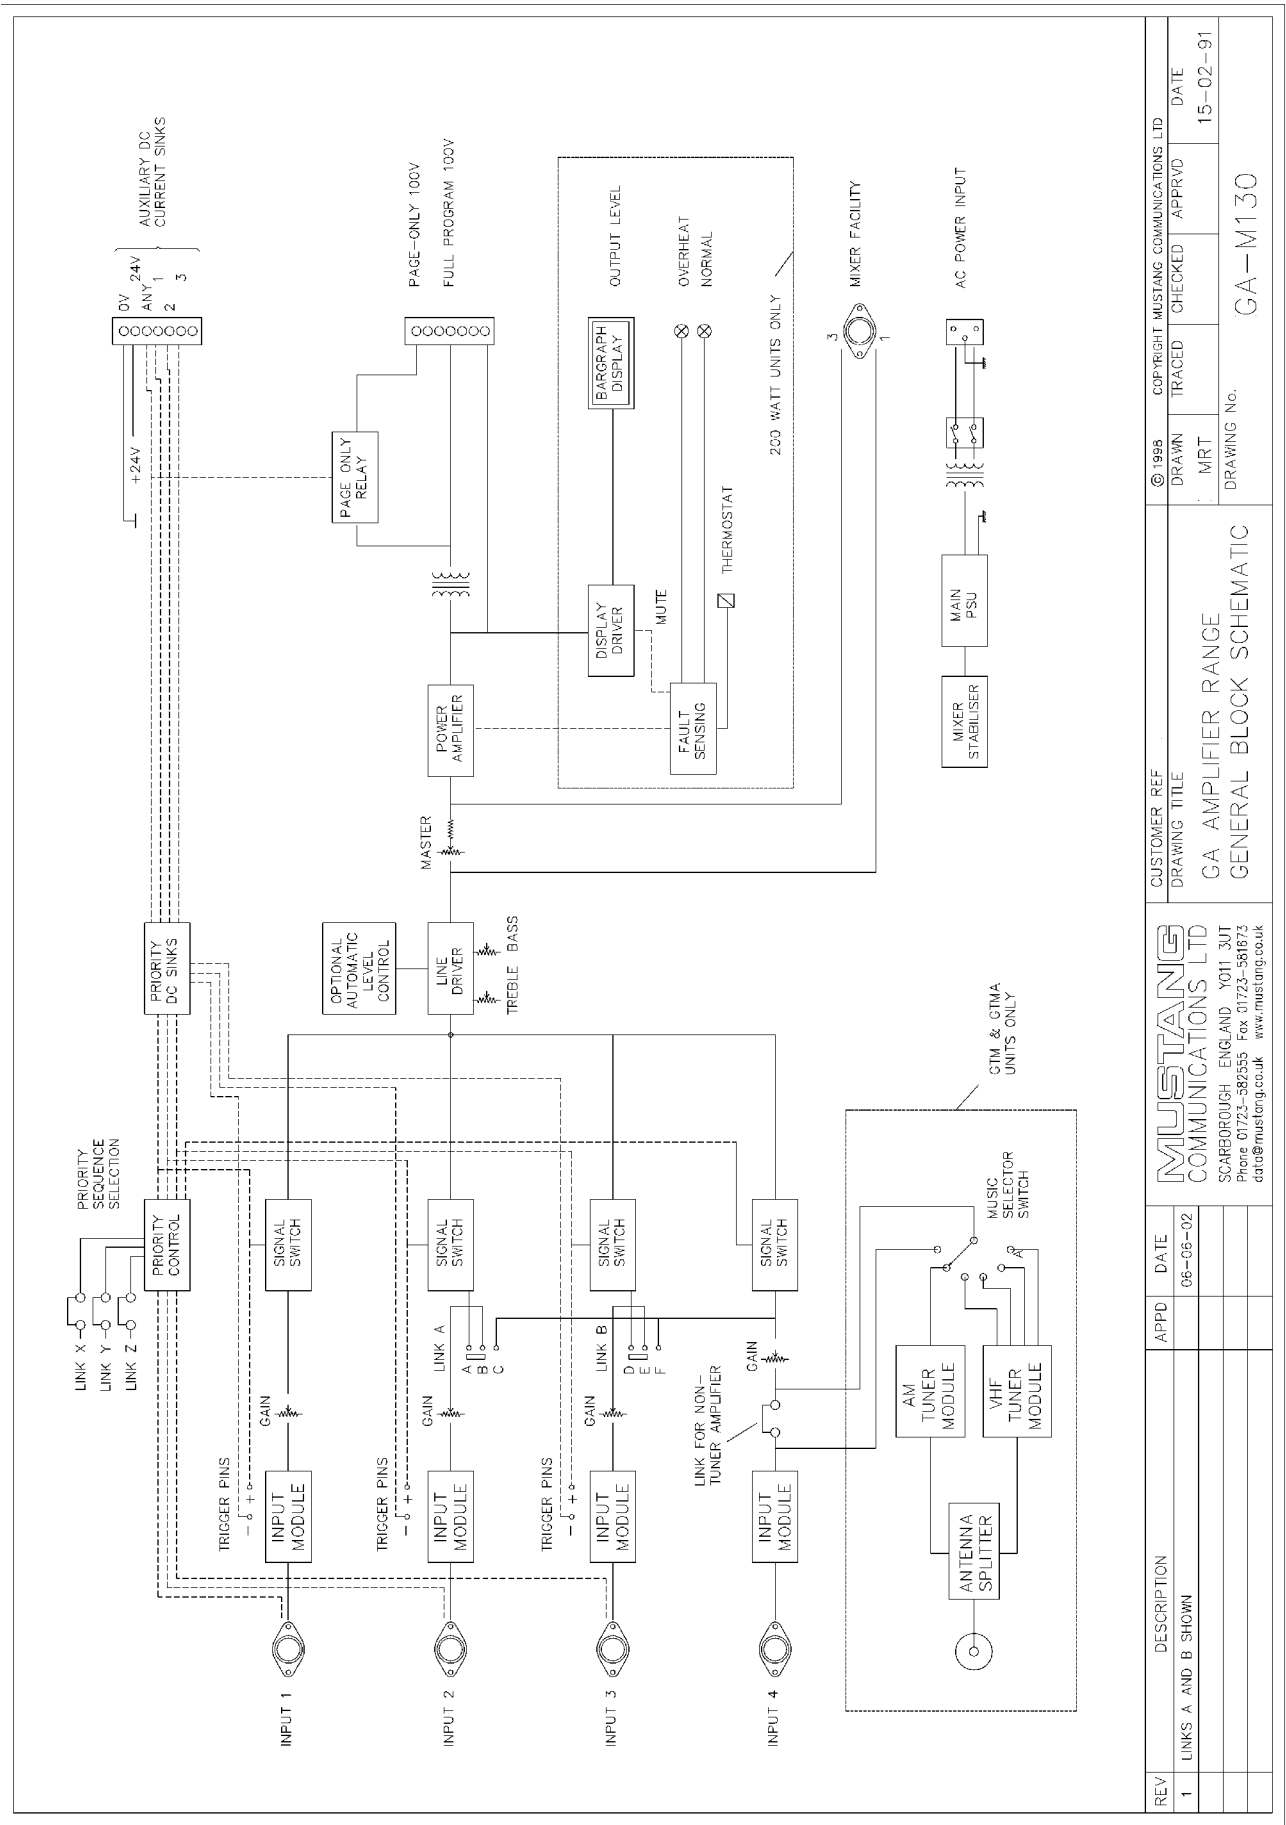 PRIORITY
SEQUENCE
SELECTION
LINK X
LINK Y
LINK Z
PRIORITY
CONTROL
PRIORITY
DC SINKS
+24V
0V
24V
ANY
1
2
3
AUXILIARY DC
CURRENT SINKS
INPUT 1
TRIGGER PINS
- +
INPUT
MODULE
GAIN
SIGNAL
SWITCH
INPUT 2
TRIGGER PINS
- +
INPUT
MODULE
GAIN
LINK A
A
B
C
SIGNAL
SWITCH
OPTIONAL
AUTOMATIC
LEVEL
CONTROL
LINE
DRIVER
TREBLE
BASS
MASTER
POWER
AMPLIFIER
PAGE ONLY
RELAY
PAGE-ONLY 100V
FULL PROGRAM 100V
INPUT 3
TRIGGER PINS
- +
INPUT
MODULE
GAIN
LINK B
D
E
F
SIGNAL
SWITCH
DISPLAY
DRIVER
MUTE
BARGRAPH
DISPLAY
OUTPUT LEVEL
FAULT
SENSING
OVERHEAT
NORMAL
THERMOSTAT
200 WATT UNITS ONLY
INPUT 4
INPUT
MODULE
LINK FOR NON-
TUNER AMPLIFIER
GAIN
SIGNAL
SWITCH
3
1
MIXER FACILITY
ANTENNA
SPLITTER
AM
TUNER
MODULE
VHF
TUNER
MODULE
MUSIC
SELECTOR
SWITCH
GTM & GTMA
UNITS ONLY
MIXER
STABILISER
MAIN
PSU
AC POWER INPUT
REV
DESCRIPTION
APPD
DATE
1
LINKS A AND B SHOWN
06-06-02
MUSTANG
COMMUNICATIONS LTD
SCARBOROUGH ENGLAND YO11 3UT
Phone 01723-582555 Fax 01723-581673
data@mustang.co.uk www.mustang.co.uk
CUSTOMER REF
DRAWING TITLE
GA AMPLIFIER RANGE
GENERAL BLOCK SCHEMATIC
© 1998 COPYRIGHT MUSTANG COMMUNICATIONS LTD
DRAWN
TRACED
CHECKED
APPRVD
DATE
MRT
15-02-91
DRAWING No.
GA-M130